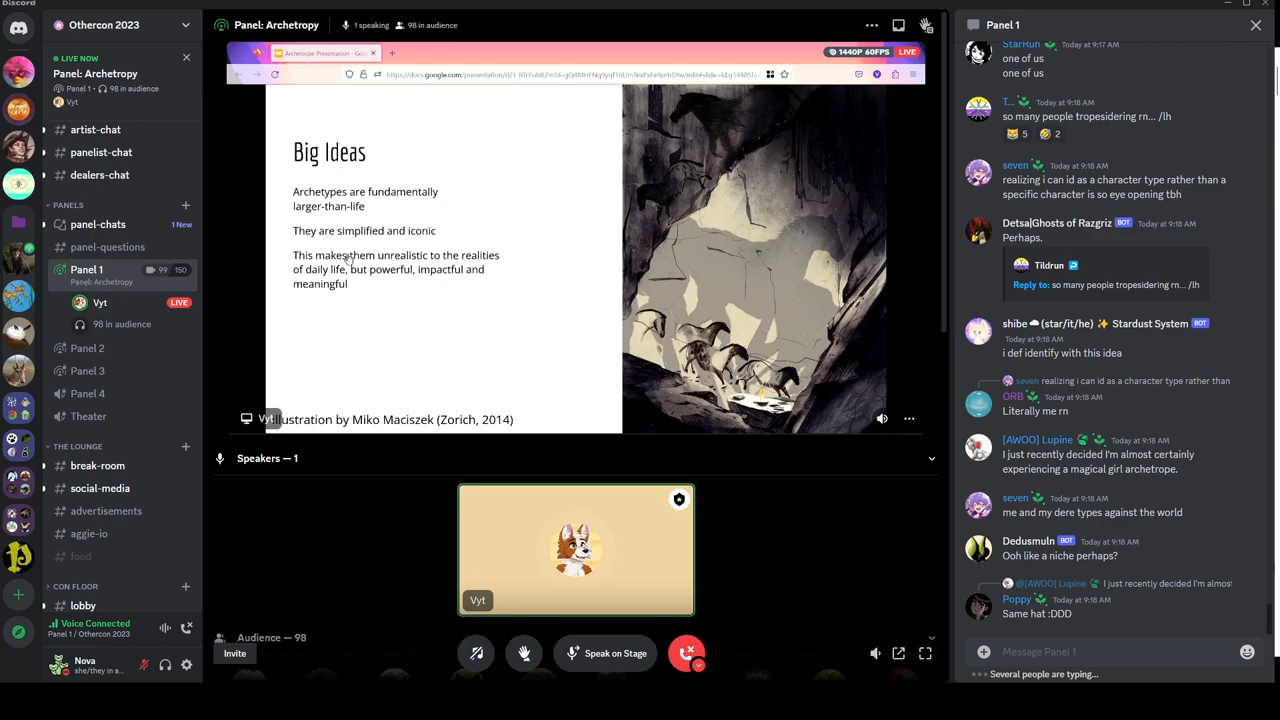 Discord
Othercon 2023
LIVE NOW
Panel: Archetropy
Panel 1 98 in audience
Vyt
artist-chat
panelist-chat
dealers-chat
PANELS
panel-chats 1 New
panel-questions
Panel 1 99 150
Panel: Archetropy
Vyt LIVE
98 in audience
Panel 2
Panel 3
Panel 4
Theater
THE LOUNGE
break-room
social-media
advertisements
aggie-io
food
CON FLOOR
lobby
Voice Connected
Panel 1 / Othercon 2023
Nova
she/they in a...
Panel: Archetropy 1 speaking 98 in audience
Archetrope Presentation - Goo
1440P 60FPS LIVE
Big Ideas
Archetypes are fundamentally
larger-than-life
They are simplified and iconic
This makes them unrealistic to the realities
of daily life, but powerful, impactful and
meaningful
Vyt
Illustration by Miko Maciszek (Zorich, 2014)
Speakers — 1
Vyt
Audience — 98
Invite
Speak on Stage
Panel 1
StarRun Today at 9:17 AM
one of us
one of us
T... Today at 9:18 AM
so many people tropesidering rn... /lh
5 2
seven Today at 9:18 AM
realizing i can id as a character type rather than a
specific character is so eye opening tbh
Detsa|Ghosts of Razgriz BOT Today at 9:18 AM
Perhaps.
Tildrun
Reply to: so many people tropesidering rn... /lh
shibe (star/it/he) Stardust System BOT
Today at 9:18 AM
i def identify with this idea
seven realizing i can id as a character type rather than
ORB Today at 9:18 AM
Literally me rn
[AWOO] Lupine Today at 9:18 AM
I just recently decided I'm almost certainly
experiencing a magical girl archetrope.
seven Today at 9:18 AM
me and my dere types against the world
Dedusmuln BOT Today at 9:18 AM
Ooh like a niche perhaps?
@[AWOO] Lupine I just recently decided I'm almos
Poppy Today at 9:18 AM
Same hat :DDD
Message Panel 1
Several people are typing...